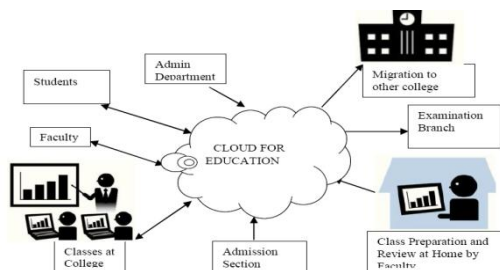 Admin
Department
Students
Migration to
other college
Faculty
CLOUD FOR
EDUCATION
Examination
Branch
Classes at
College
Admission
Section
Class Preparation and
Review at Home by
Faculty